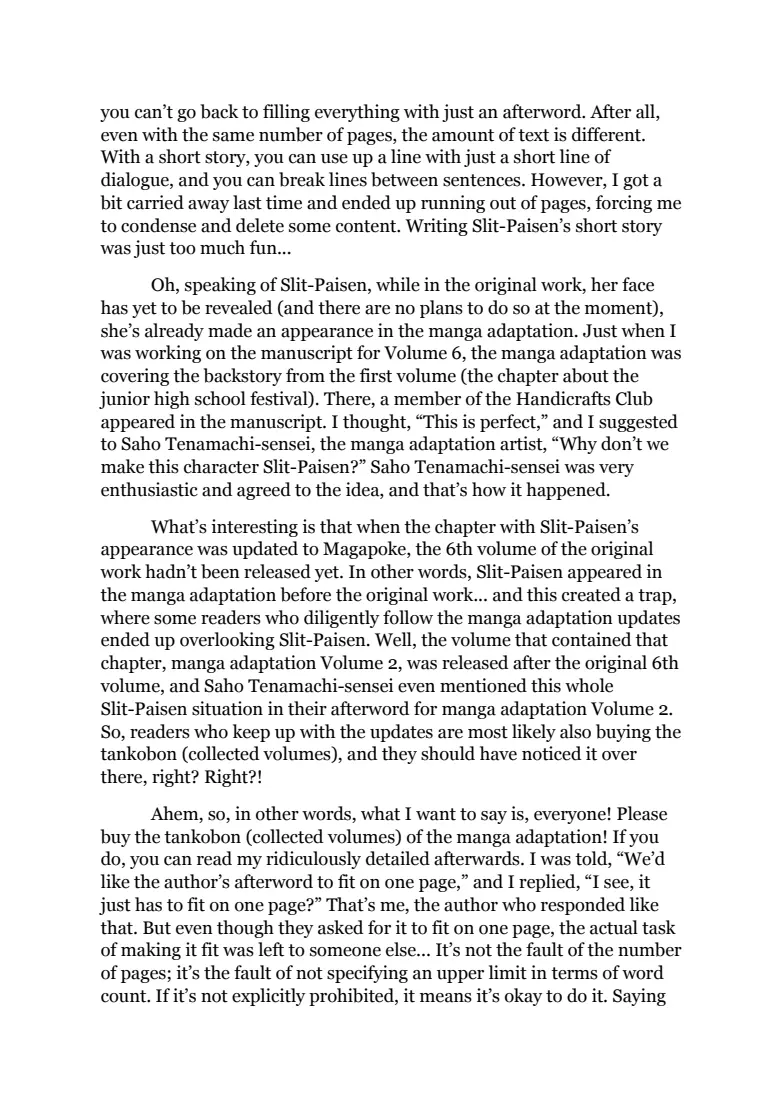 you can’t go back to filling everything with just an afterword. After all,
even with the same number of pages, the amount of text is different.
With a short story, you can use up a line with just a short line of
dialogue, and you can break lines between sentences. However, I got a
bit carried away last time and ended up running out of pages, forcing me
to condense and delete some content. Writing Slit-Paisen’s short story
was just too much fun...
Oh, speaking of Slit-Paisen, while in the original work, her face
has yet to be revealed (and there are no plans to do so at the moment),
she’s already made an appearance in the manga adaptation. Just when I
was working on the manuscript for Volume 6, the manga adaptation was
covering the backstory from the first volume (the chapter about the
junior high school festival). There, a member of the Handicrafts Club
appeared in the manuscript. I thought, “This is perfect,” and I suggested
to Saho Tenamachi-sensei, the manga adaptation artist, “Why don’t we
make this character Slit-Paisen?” Saho Tenamachi-sensei was very
enthusiastic and agreed to the idea, and that’s how it happened.
What’s interesting is that when the chapter with Slit-Paisen’s
appearance was updated to Magapoke, the 6th volume of the original
work hadn’t been released yet. In other words, Slit-Paisen appeared in
the manga adaptation before the original work... and this created a trap,
where some readers who diligently follow the manga adaptation updates
ended up overlooking Slit-Paisen. Well, the volume that contained that
chapter, manga adaptation Volume 2, was released after the original 6th
volume, and Saho Tenamachi-sensei even mentioned this whole
Slit-Paisen situation in their afterword for manga adaptation Volume 2.
So, readers who keep up with the updates are most likely also buying the
tankobon (collected volumes), and they should have noticed it over
there, right? Right?!
Ahem, so, in other words, what I want to say is, everyone! Please
buy the tankobon (collected volumes) of the manga adaptation! If you
do, you can read my ridiculously detailed afterwards. I was told, “We’d
like the author’s afterword to fit on one page,” and I replied, “I see, it
just has to fit on one page?” That’s me, the author who responded like
that. But even though they asked for it to fit on one page, the actual task
of making it fit was left to someone else... It’s not the fault of the number
of pages; it’s the fault of not specifying an upper limit in terms of word
count. If it’s not explicitly prohibited, it means it’s okay to do it. Saying